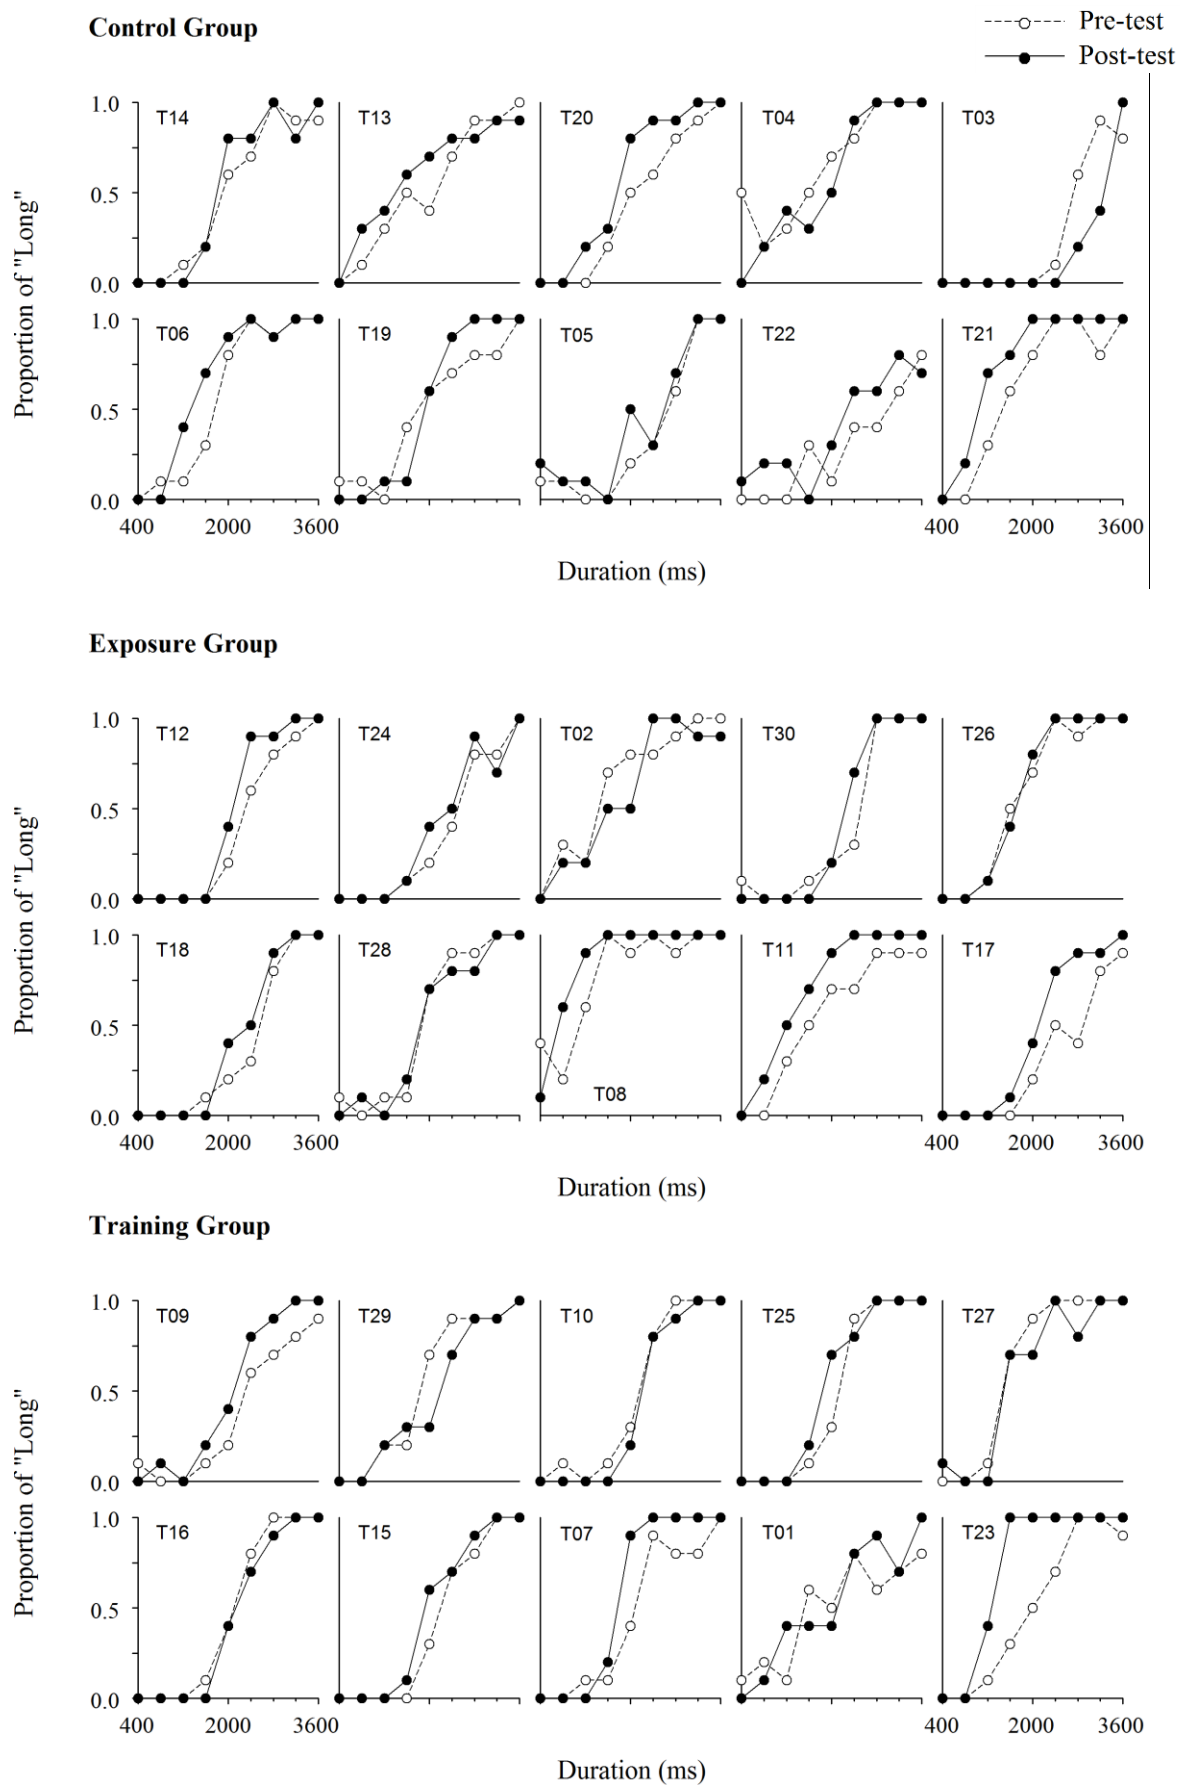 Control Group
Pre-test
Post-test
Proportion of "Long"
1.0
0.5
0.0
T14
T13
T20
T04
T03
1.0
0.5
0.0
T06
T19
T05
T22
T21
400 2000 3600 400 2000 3600
Duration (ms)
Exposure Group
Proportion of "Long"
1.0
0.5
0.0
T12
T24
T02
T30
T26
1.0
0.5
0.0
T18
T28
T08
T11
T17
400 2000 3600 400 2000 3600
Duration (ms)
Training Group
Proportion of "Long"
1.0
0.5
0.0
T09
T29
T10
T25
T27
1.0
0.5
0.0
T16
T15
T07
T01
T23
400 2000 3600 400 2000 3600
Duration (ms)